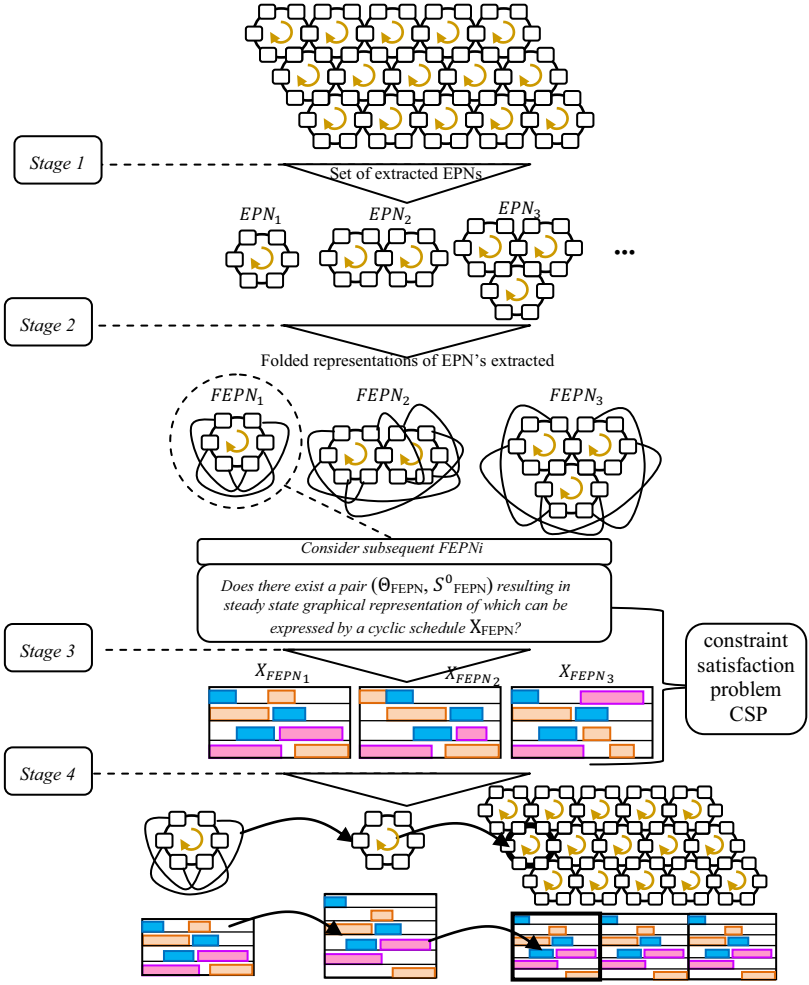 Stage 1
Set of extracted EPNs
EPN₁
EPN₂
EPN₃
...
Stage 2
Folded representations of EPN's extracted
FEPN₁
FEPN₂
FEPN₃
Consider subsequent FEPNi
Does there exist a pair (Θ_FEPN, S⁰_FEPN) resulting in
steady state graphical representation of which can be
expressed by a cyclic schedule X_FEPN?
Stage 3
constraint
satisfaction
problem
CSP
X_FEPN₁
X_FEPN₂
X_FEPN₃
Stage 4